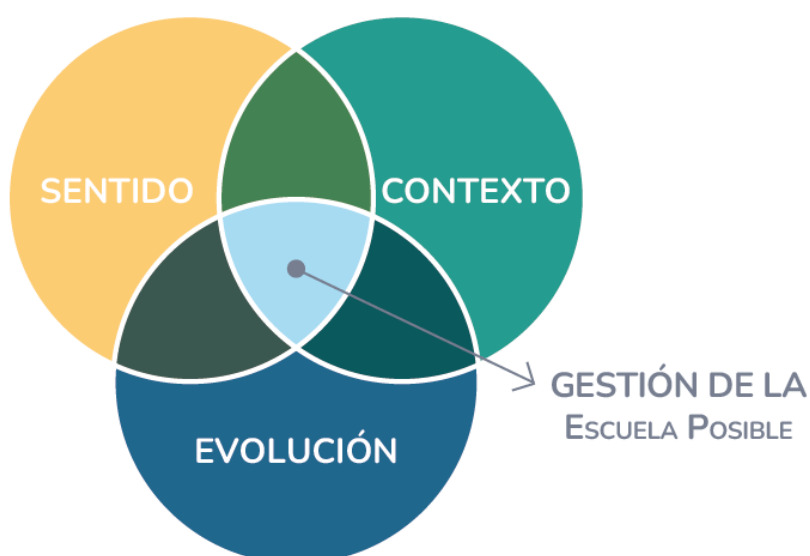 SENTIDO
CONTEXTO
EVOLUCIÓN
GESTIÓN DE LA
ESCUELA POSIBLE